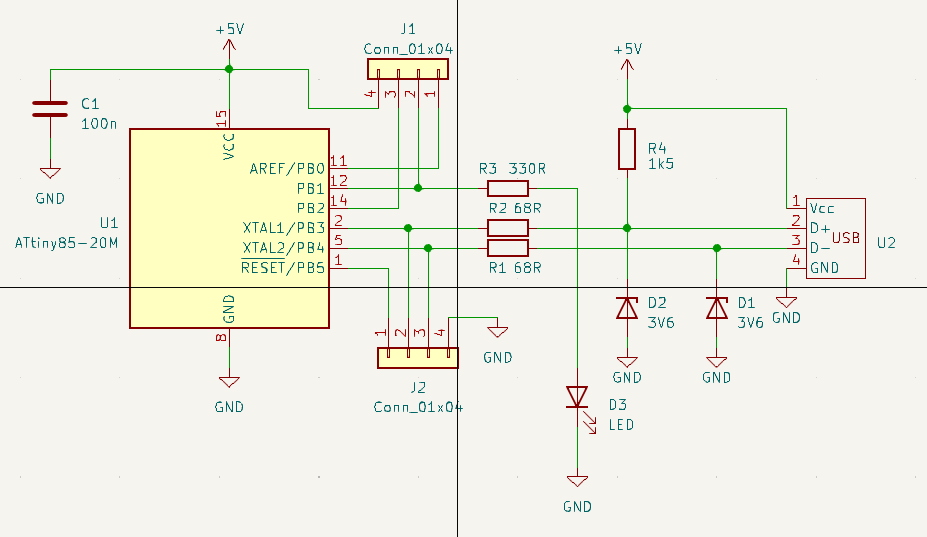 +5V
J1
Conn_01x04
4 3 2 1
+5V
C1
100n
15
VCC
GND
R4
1k5
R3 330R
AREF/PB0 11
PB1 12
PB2 14
XTAL1/PB3 2
XTAL2/PB4 5
RESET/PB5 1
U1
ATtiny85-20M
R2 68R
R1 68R
1 Vcc
2 D+
3 D-
4 GND
USB
U2
GND
8
GND
1 2 3 4
GND
J2
Conn_01x04
D2
3V6
GND
D1
3V6
GND
GND
D3
LED
GND